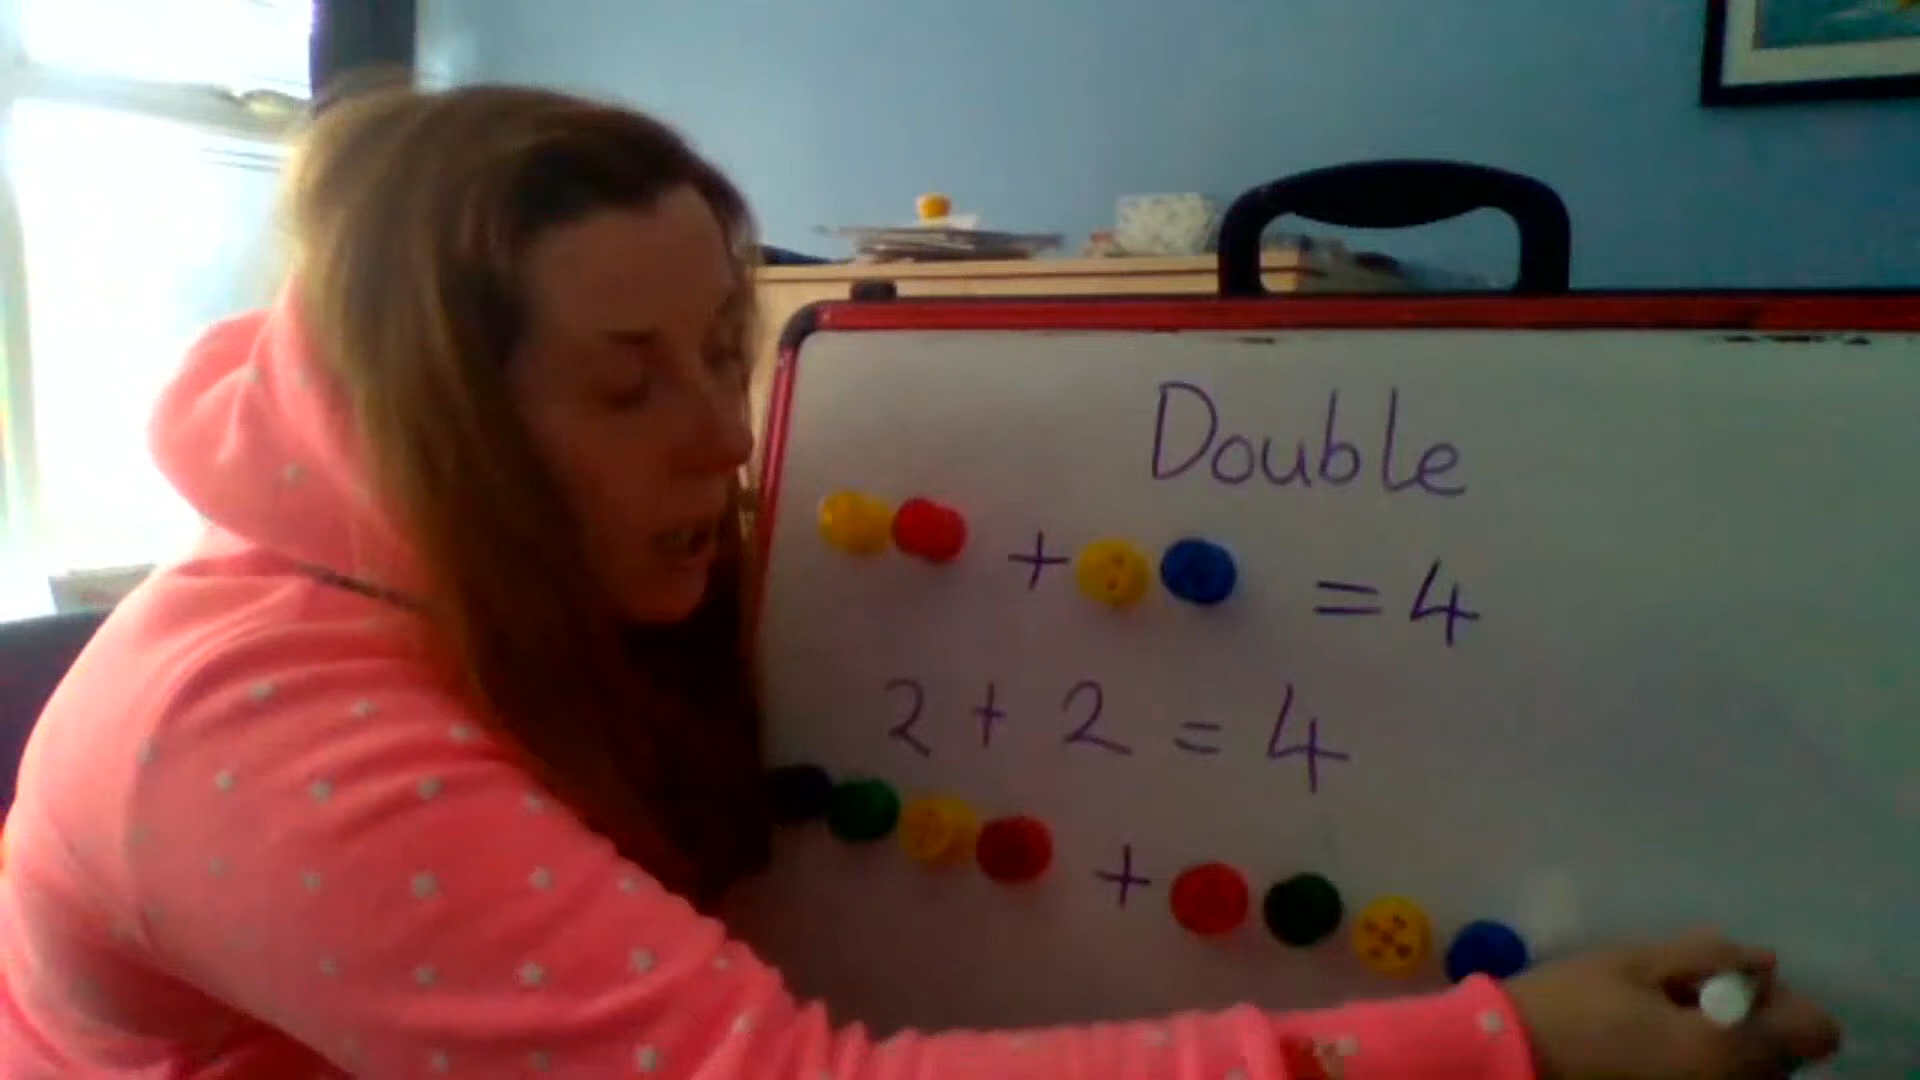 Double
+ = 4
2 + 2 = 4
+